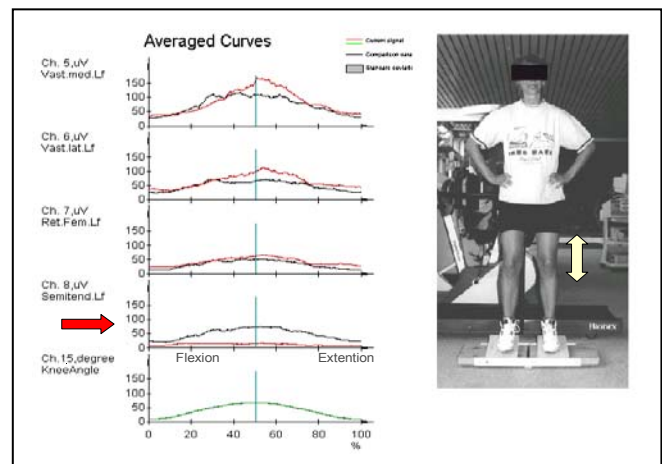 Averaged Curves
Current signal
Comparison data
Standard deviatn
Ch. 5,uV
Vast.med.Lf
150
100
50
0
Ch. 6,uV
Vast.lat.Lf
150
100
50
0
Ch. 7,uV
Ret.Fem.Lf
150
100
50
0
Ch. 8,uV
Semitend.Lf
150
100
50
0
Flexion
Extention
Ch.15,degree
KneeAngle
150
100
50
0
0 20 40 60 80 100
%